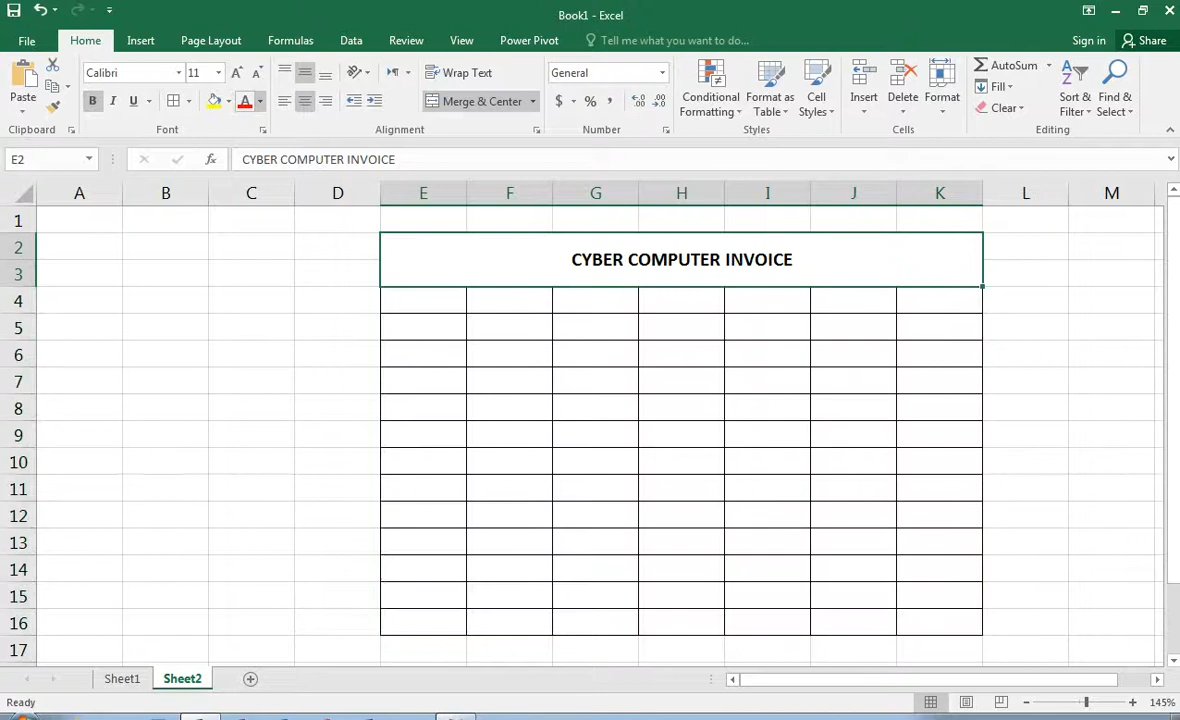 Book1 - Excel
File Home Insert Page Layout Formulas Data Review View Power Pivot Tell me what you want to do... Sign in Share
Paste Calibri 11 Wrap Text General Conditional Formatting Format as Table Cell Styles Insert Delete Format AutoSum Fill Clear Sort & Filter Find & Select
B I U A Merge & Center $ % ,
Clipboard Font Alignment Number Styles Cells Editing
E2 fx CYBER COMPUTER INVOICE
A B C D E F G H I J K L M
1
2
CYBER COMPUTER INVOICE
3
4
5
6
7
8
9
10
11
12
13
14
15
16
17
Sheet1 Sheet2
Ready 145%